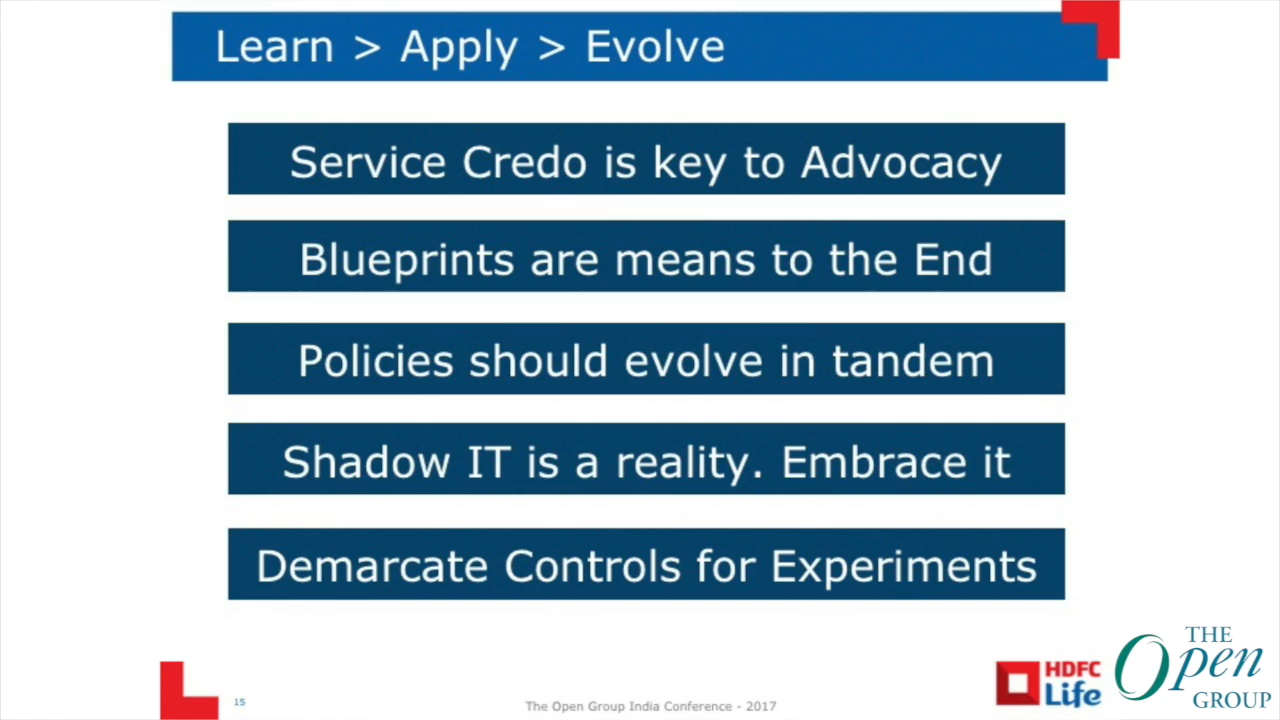 Learn > Apply > Evolve
Service Credo is key to Advocacy
Blueprints are means to the End
Policies should evolve in tandem
Shadow IT is a reality. Embrace it
Demarcate Controls for Experiments
15
The Open Group India Conference - 2017
HDFC
Life
THE
Open
GROUP